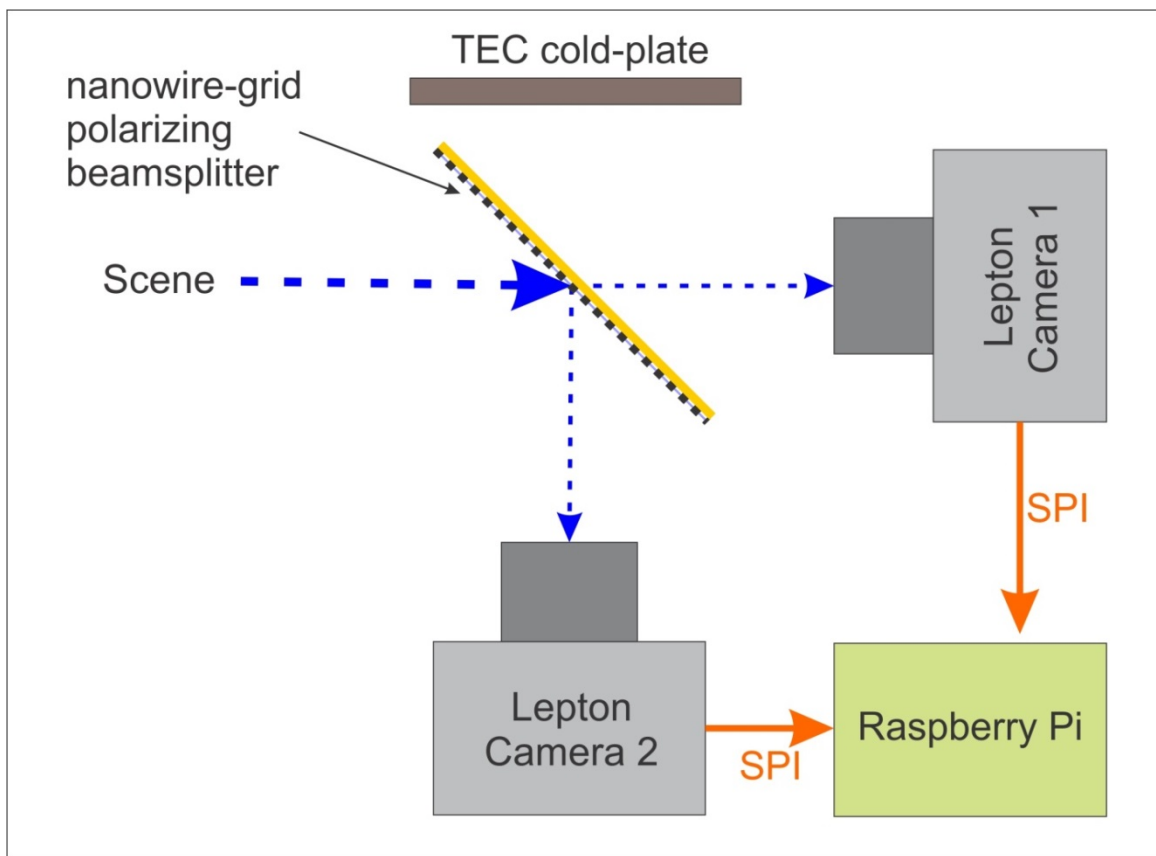 TEC cold-plate
nanowire-grid
polarizing
beamsplitter
Scene
Lepton
Camera 1
SPI
Lepton
Camera 2
SPI
Raspberry Pi